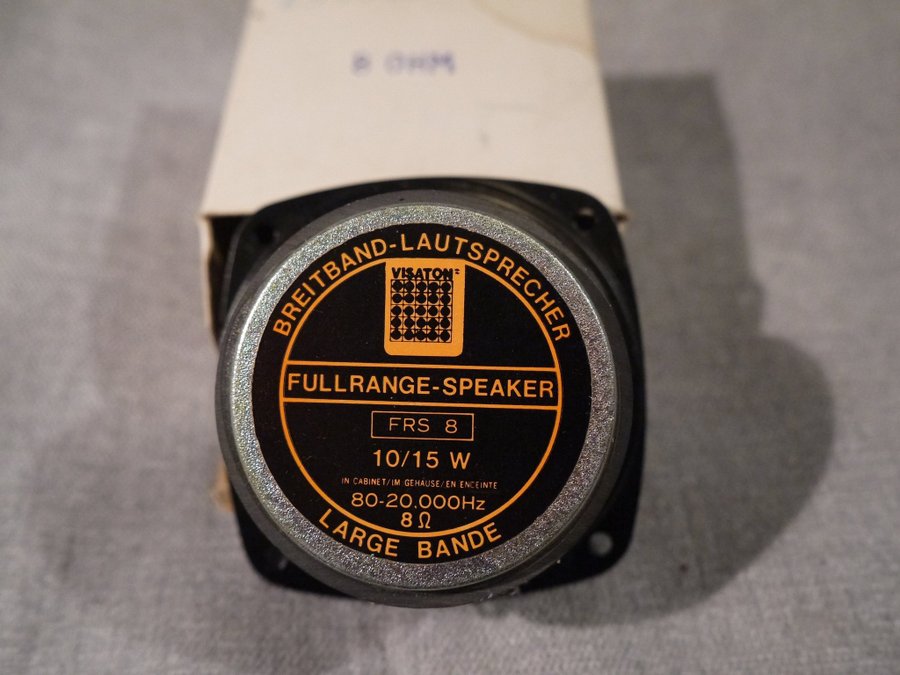 8 OHM
BREITBAND-LAUTSPRECHER
VISATON
FULLRANGE-SPEAKER
FRS 8
10/15 W
IN CABINET/IM GEHÄUSE/EN ENCEINTE
80-20.000Hz
8Ω
LARGE BANDE